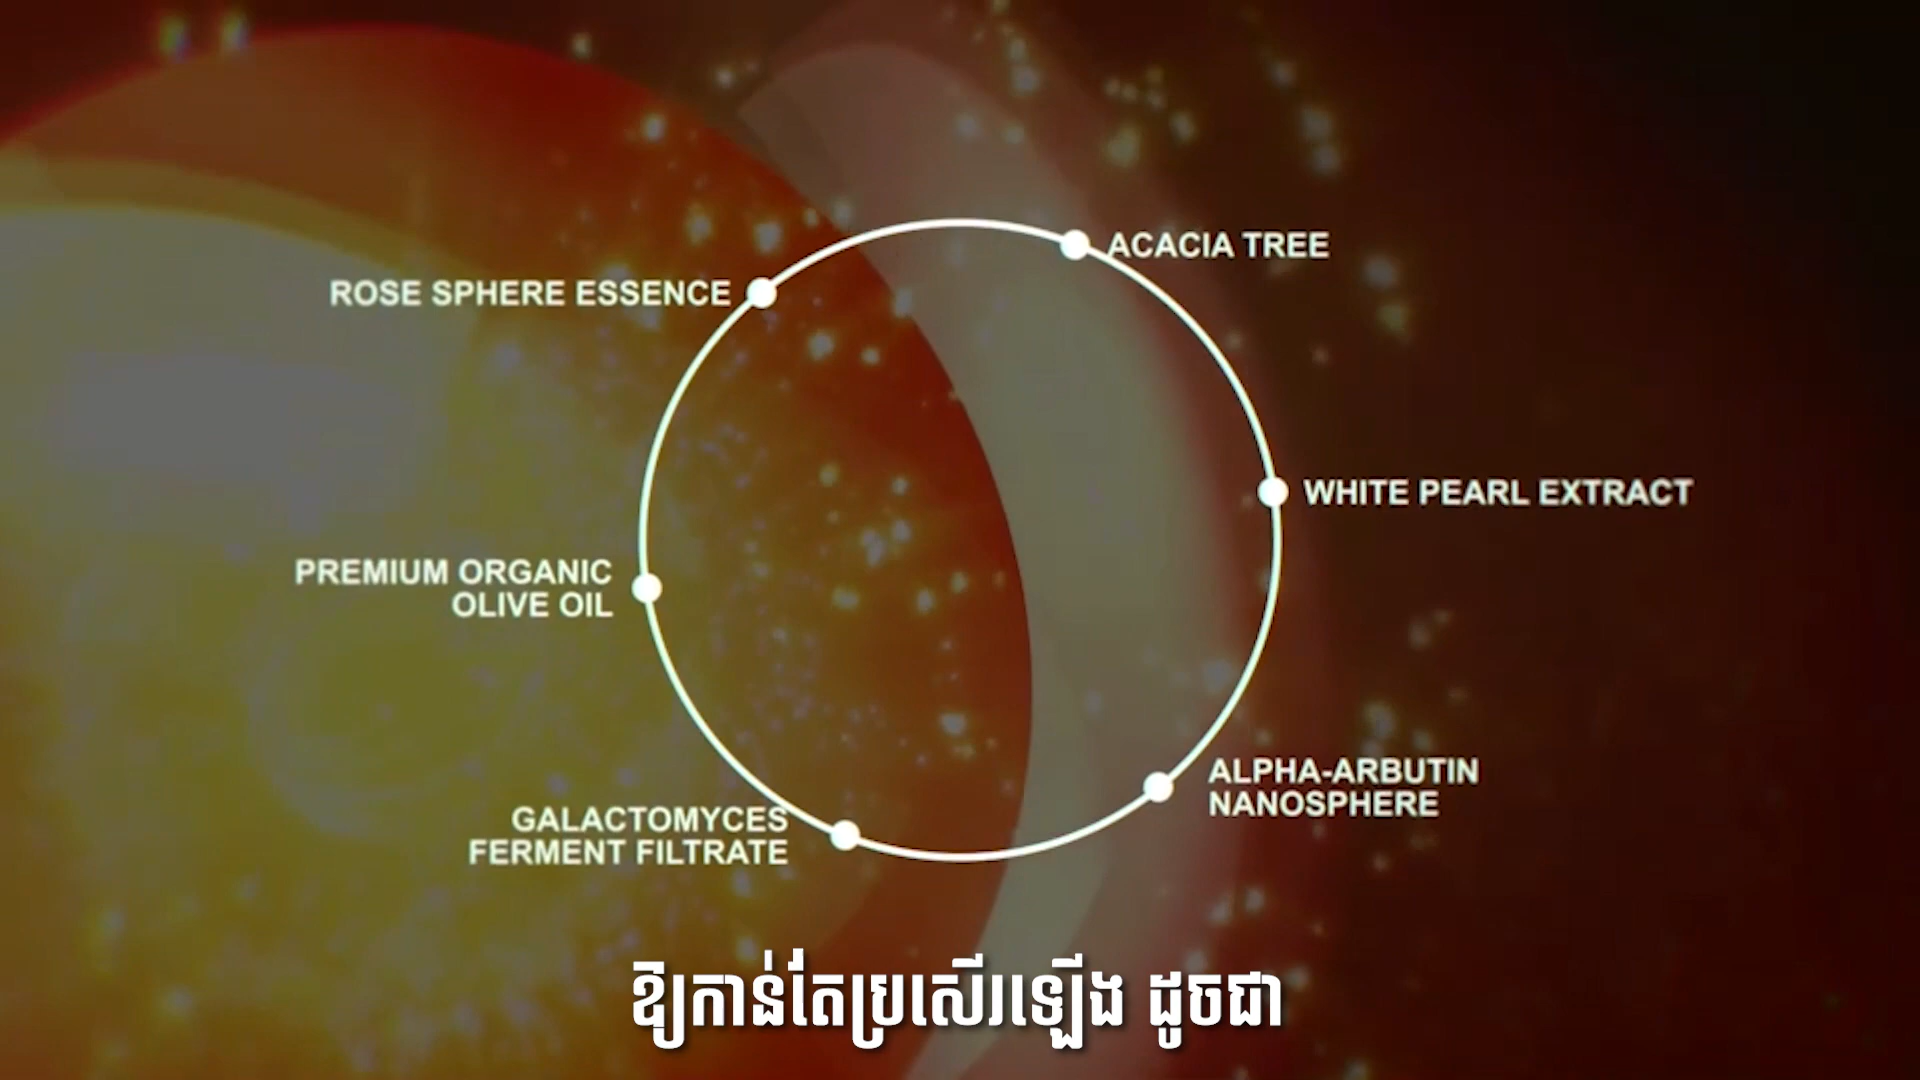 ACACIA TREE
ROSE SPHERE ESSENCE
WHITE PEARL EXTRACT
PREMIUM ORGANIC
OLIVE OIL
ALPHA-ARBUTIN
NANOSPHERE
GALACTOMYCES
FERMENT FILTRATE
ឱ្យកាន់តែប្រសើរឡើង ដូចជា